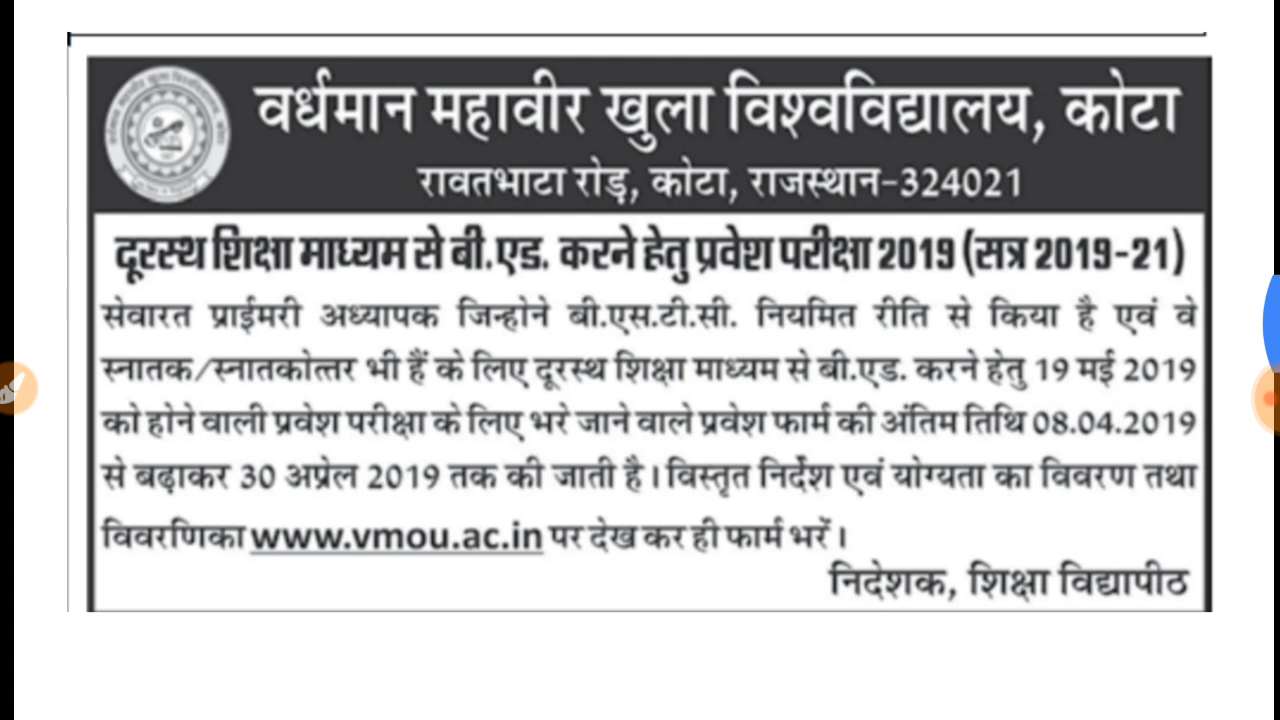 वर्धमान महावीर खुला विश्वविद्यालय, कोटा
रावतभाटा रोड़, कोटा, राजस्थान-324021
दूरस्थ शिक्षा माध्यम से बी.एड. करने हेतु प्रवेश परीक्षा 2019 (सत्र 2019-21)
सेवारत प्राईमरी अध्यापक जिन्होने बी.एस.टी.सी. नियमित रीति से किया है एवं वे
स्नातक/स्नातकोत्तर भी हैं के लिए दूरस्थ शिक्षा माध्यम से बी.एड. करने हेतु 19 मई 2019
को होने वाली प्रवेश परीक्षा के लिए भरे जाने वाले प्रवेश फार्म की अंतिम तिथि 08.04.2019
से बढ़ाकर 30 अप्रेल 2019 तक की जाती है। विस्तृत निर्देश एवं योग्यता का विवरण तथा
विवरणिका www.vmou.ac.in पर देख कर ही फार्म भरें।
निदेशक, शिक्षा विद्यापीठ